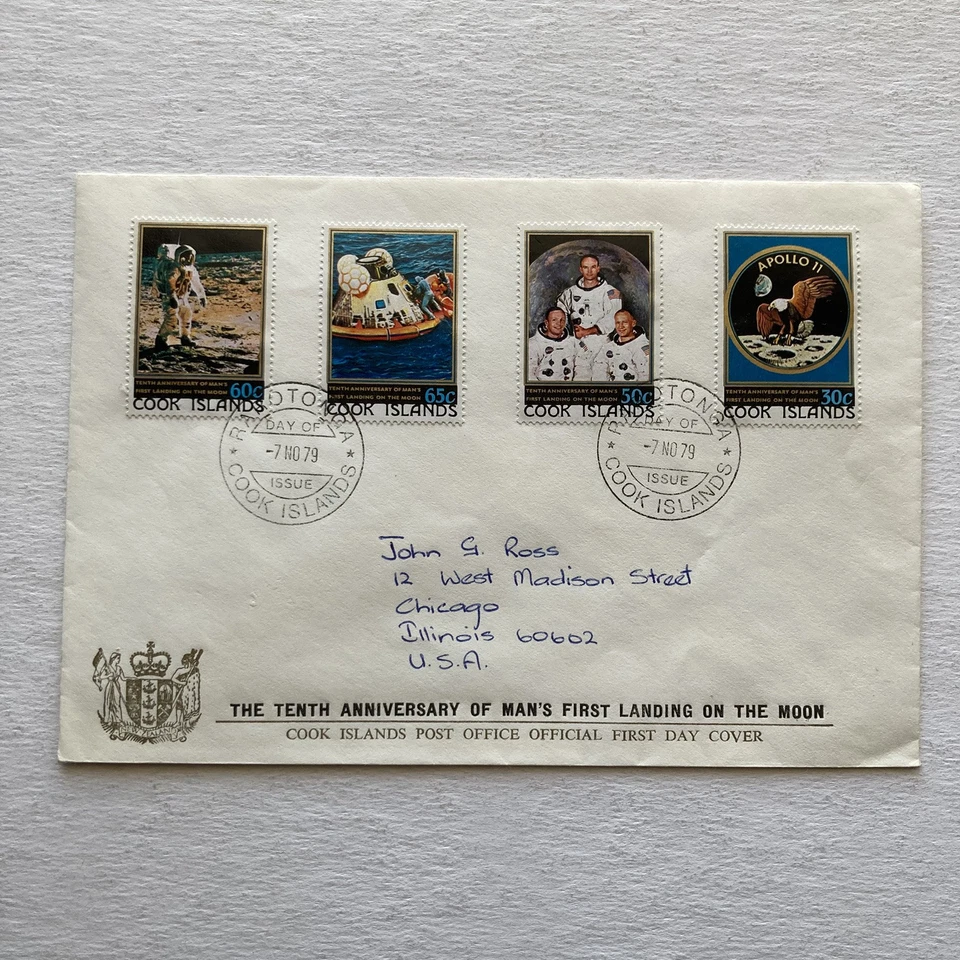 TENTH ANNIVERSARY OF MAN'S
FIRST LANDING ON THE MOON 60c
COOK ISLANDS
TENTH ANNIVERSARY OF MAN'S
FIRST LANDING ON THE MOON 65c
COOK ISLANDS
TENTH ANNIVERSARY OF MAN'S
FIRST LANDING ON THE MOON 50c
COOK ISLANDS
APOLLO 11
TENTH ANNIVERSARY OF MAN'S
FIRST LANDING ON THE MOON 30c
COOK ISLANDS
RAROTONGA
DAY OF
-7 NO 79
ISSUE
COOK ISLANDS
RAROTONGA
DAY OF
-7 NO 79
ISSUE
COOK ISLANDS
John G. Ross
12 West Madison Street
Chicago
Illinois 60602
U.S.A.
NEW ZEALAND
THE TENTH ANNIVERSARY OF MAN'S FIRST LANDING ON THE MOON
COOK ISLANDS POST OFFICE OFFICIAL FIRST DAY COVER